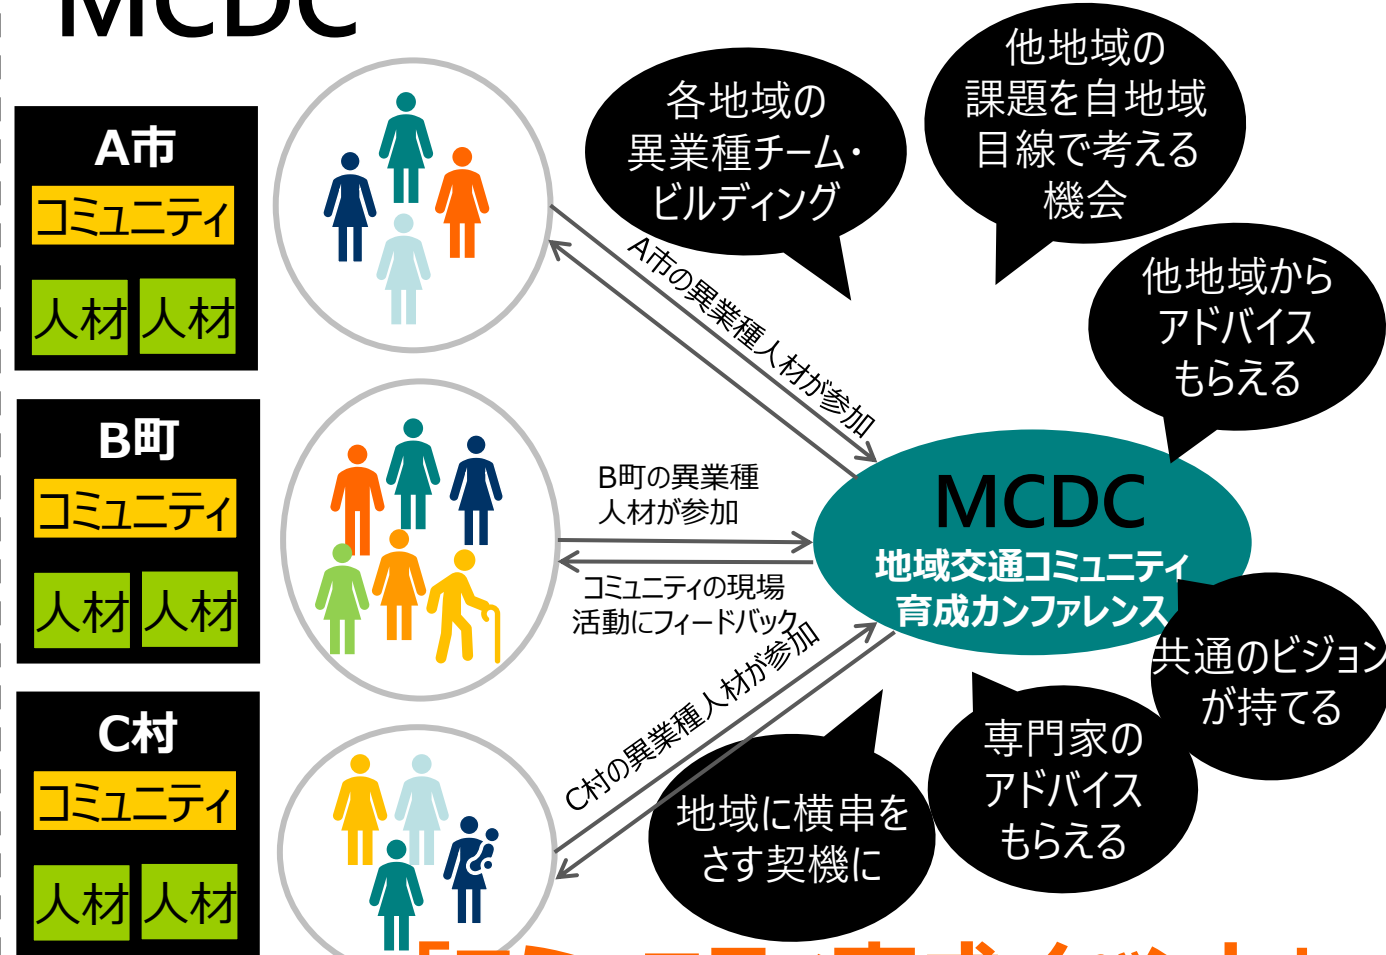 MCDC
A市
コミュニティ
人材 人材
B町
コミュニティ
人材 人材
C村
コミュニティ
人材 人材
各地域の
異業種チーム・
ビルディング
他地域の
課題を自地域
目線で考える
機会
他地域から
アドバイス
もらえる
A市の異業種人材が参加
B町の異業種
人材が参加
コミュニティの現場
活動にフィードバック
C村の異業種人材が参加
MCDC
地域交通コミュニティ
育成カンファレンス
共通のビジョン
が持てる
専門家の
アドバイス
もらえる
地域に横串を
さす契機に